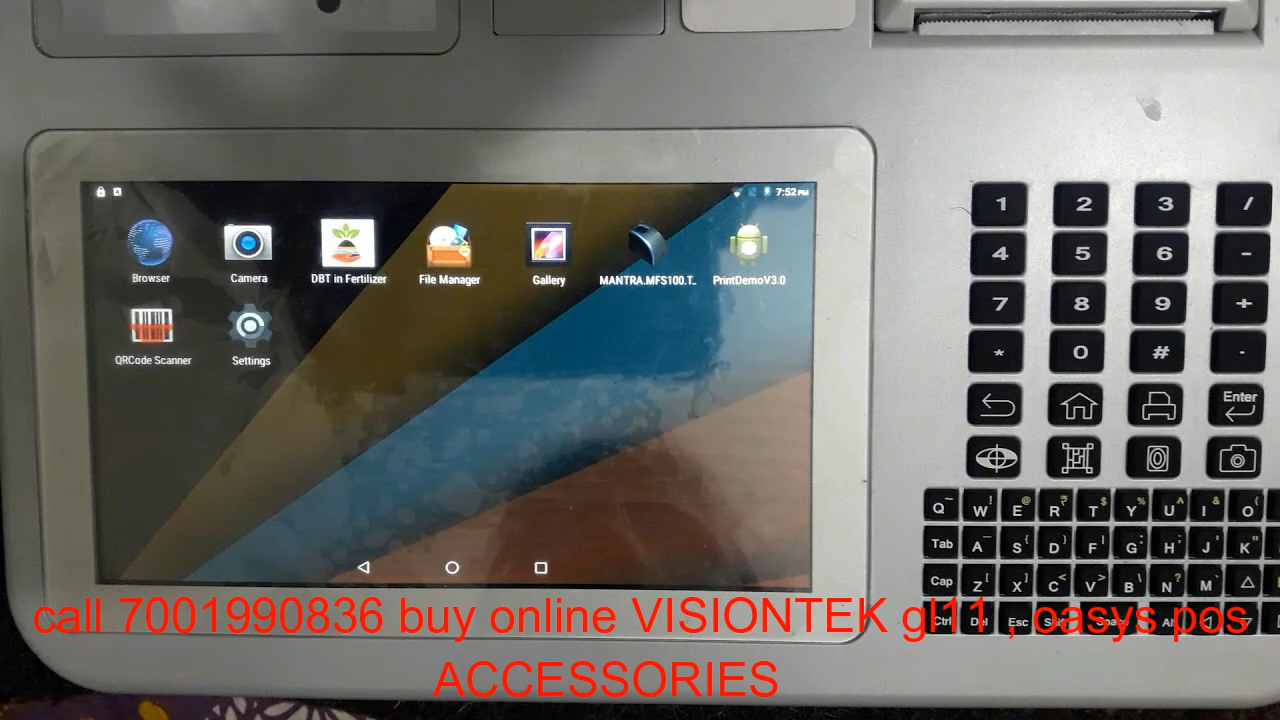 7:52 PM
Browser
Camera
DBT in Fertilizer
File Manager
Gallery
MANTRA.MFS100.T..
PrintDemoV3.0
QRCode Scanner
Settings
1 2 3 /
4 5 6 -
7 8 9 +
* 0 # .
Enter
Q~ W! E@ R₹ T$ Y% U^ I& O(
Tab A S{ D} F' G: H; J' K"
Cap Z[ X] C< V> B\ N? M
Ctrl Del Esc
call 7001990836 buy online VISIONTEK gl11 , oasys pos
ACCESSORIES